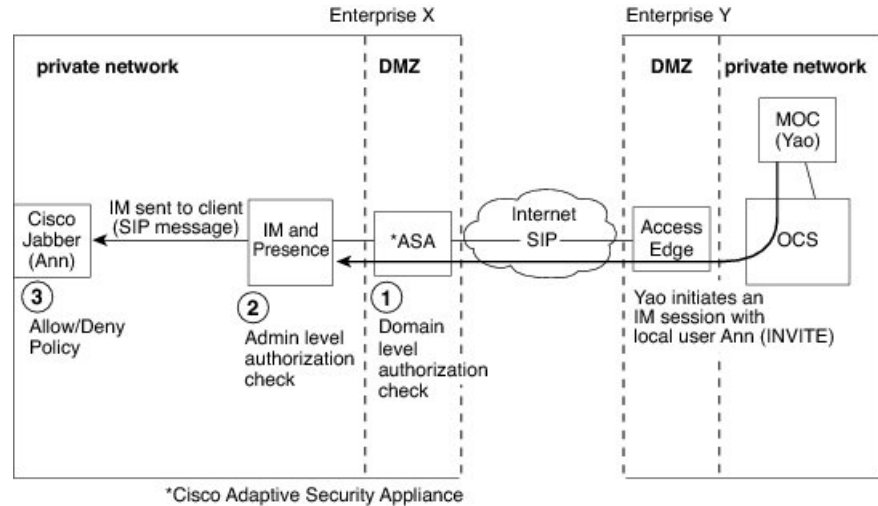 Enterprise X
Enterprise Y
private network
DMZ
DMZ
private network
MOC
(Yao)
IM sent to client
(SIP message)
Cisco
Jabber
(Ann)
IM and
Presence
*ASA
Internet
SIP
Access
Edge
OCS
3
Allow/Deny
Policy
2
Admin level
authorization
check
1
Domain
level
authorization
check
Yao initiates an
IM session with
local user Ann (INVITE)
*Cisco Adaptive Security Appliance